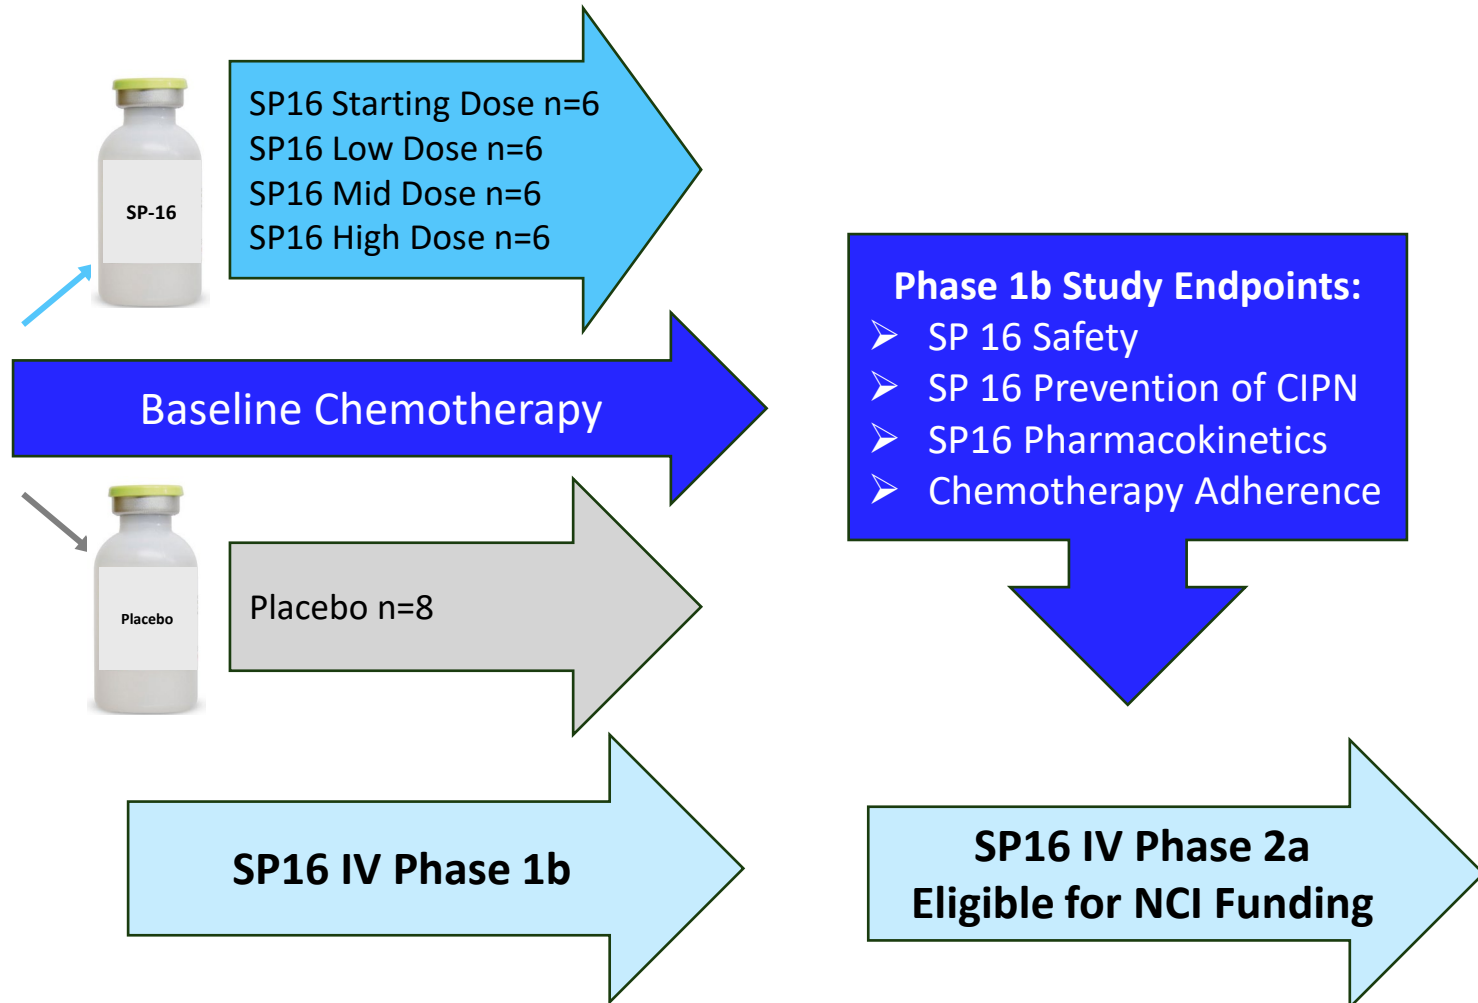 SP-16
SP16 Starting Dose n=6
SP16 Low Dose n=6
SP16 Mid Dose n=6
SP16 High Dose n=6
Baseline Chemotherapy
Placebo
Placebo n=8
SP16 IV Phase 1b
Phase 1b Study Endpoints:
➢ SP 16 Safety
➢ SP 16 Prevention of CIPN
➢ SP16 Pharmacokinetics
➢ Chemotherapy Adherence
SP16 IV Phase 2a
Eligible for NCI Funding